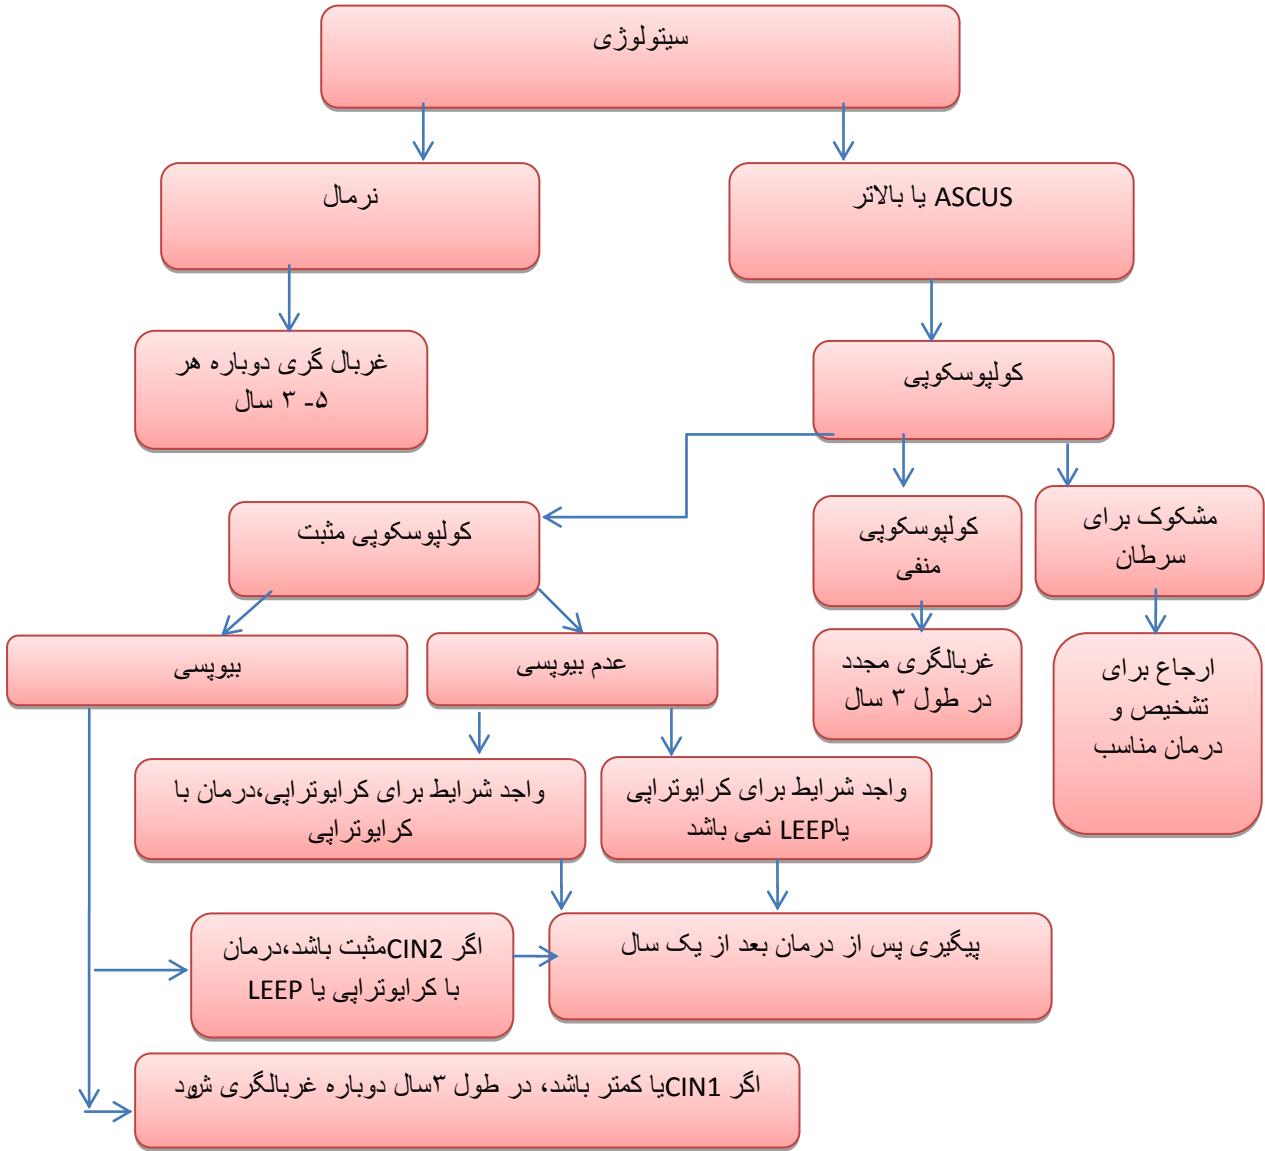 سیتولوژی
نرمال
ASCUS یا بالاتر
غربال گری دوباره هر
۵- ۳ سال
کولپوسکوپی
کولپوسکوپی مثبت
کولپوسکوپی
منفی
مشکوک برای
سرطان
بیوپسی
عدم بیوپسی
غربالگری مجدد
در طول ۳ سال
ارجاع برای
تشخیص و
درمان مناسب
واجد شرایط برای کرایوتراپی،درمان با
کرایوتراپی
واجد شرایط برای کرایوتراپی
یاLEEP نمی باشد
اگر CIN2مثبت باشد،درمان
با کرایوتراپی یا LEEP
پیگیری پس از درمان بعد از یک سال
اگر CIN1یا کمتر باشد، در طول ۳سال دوباره غربالگری